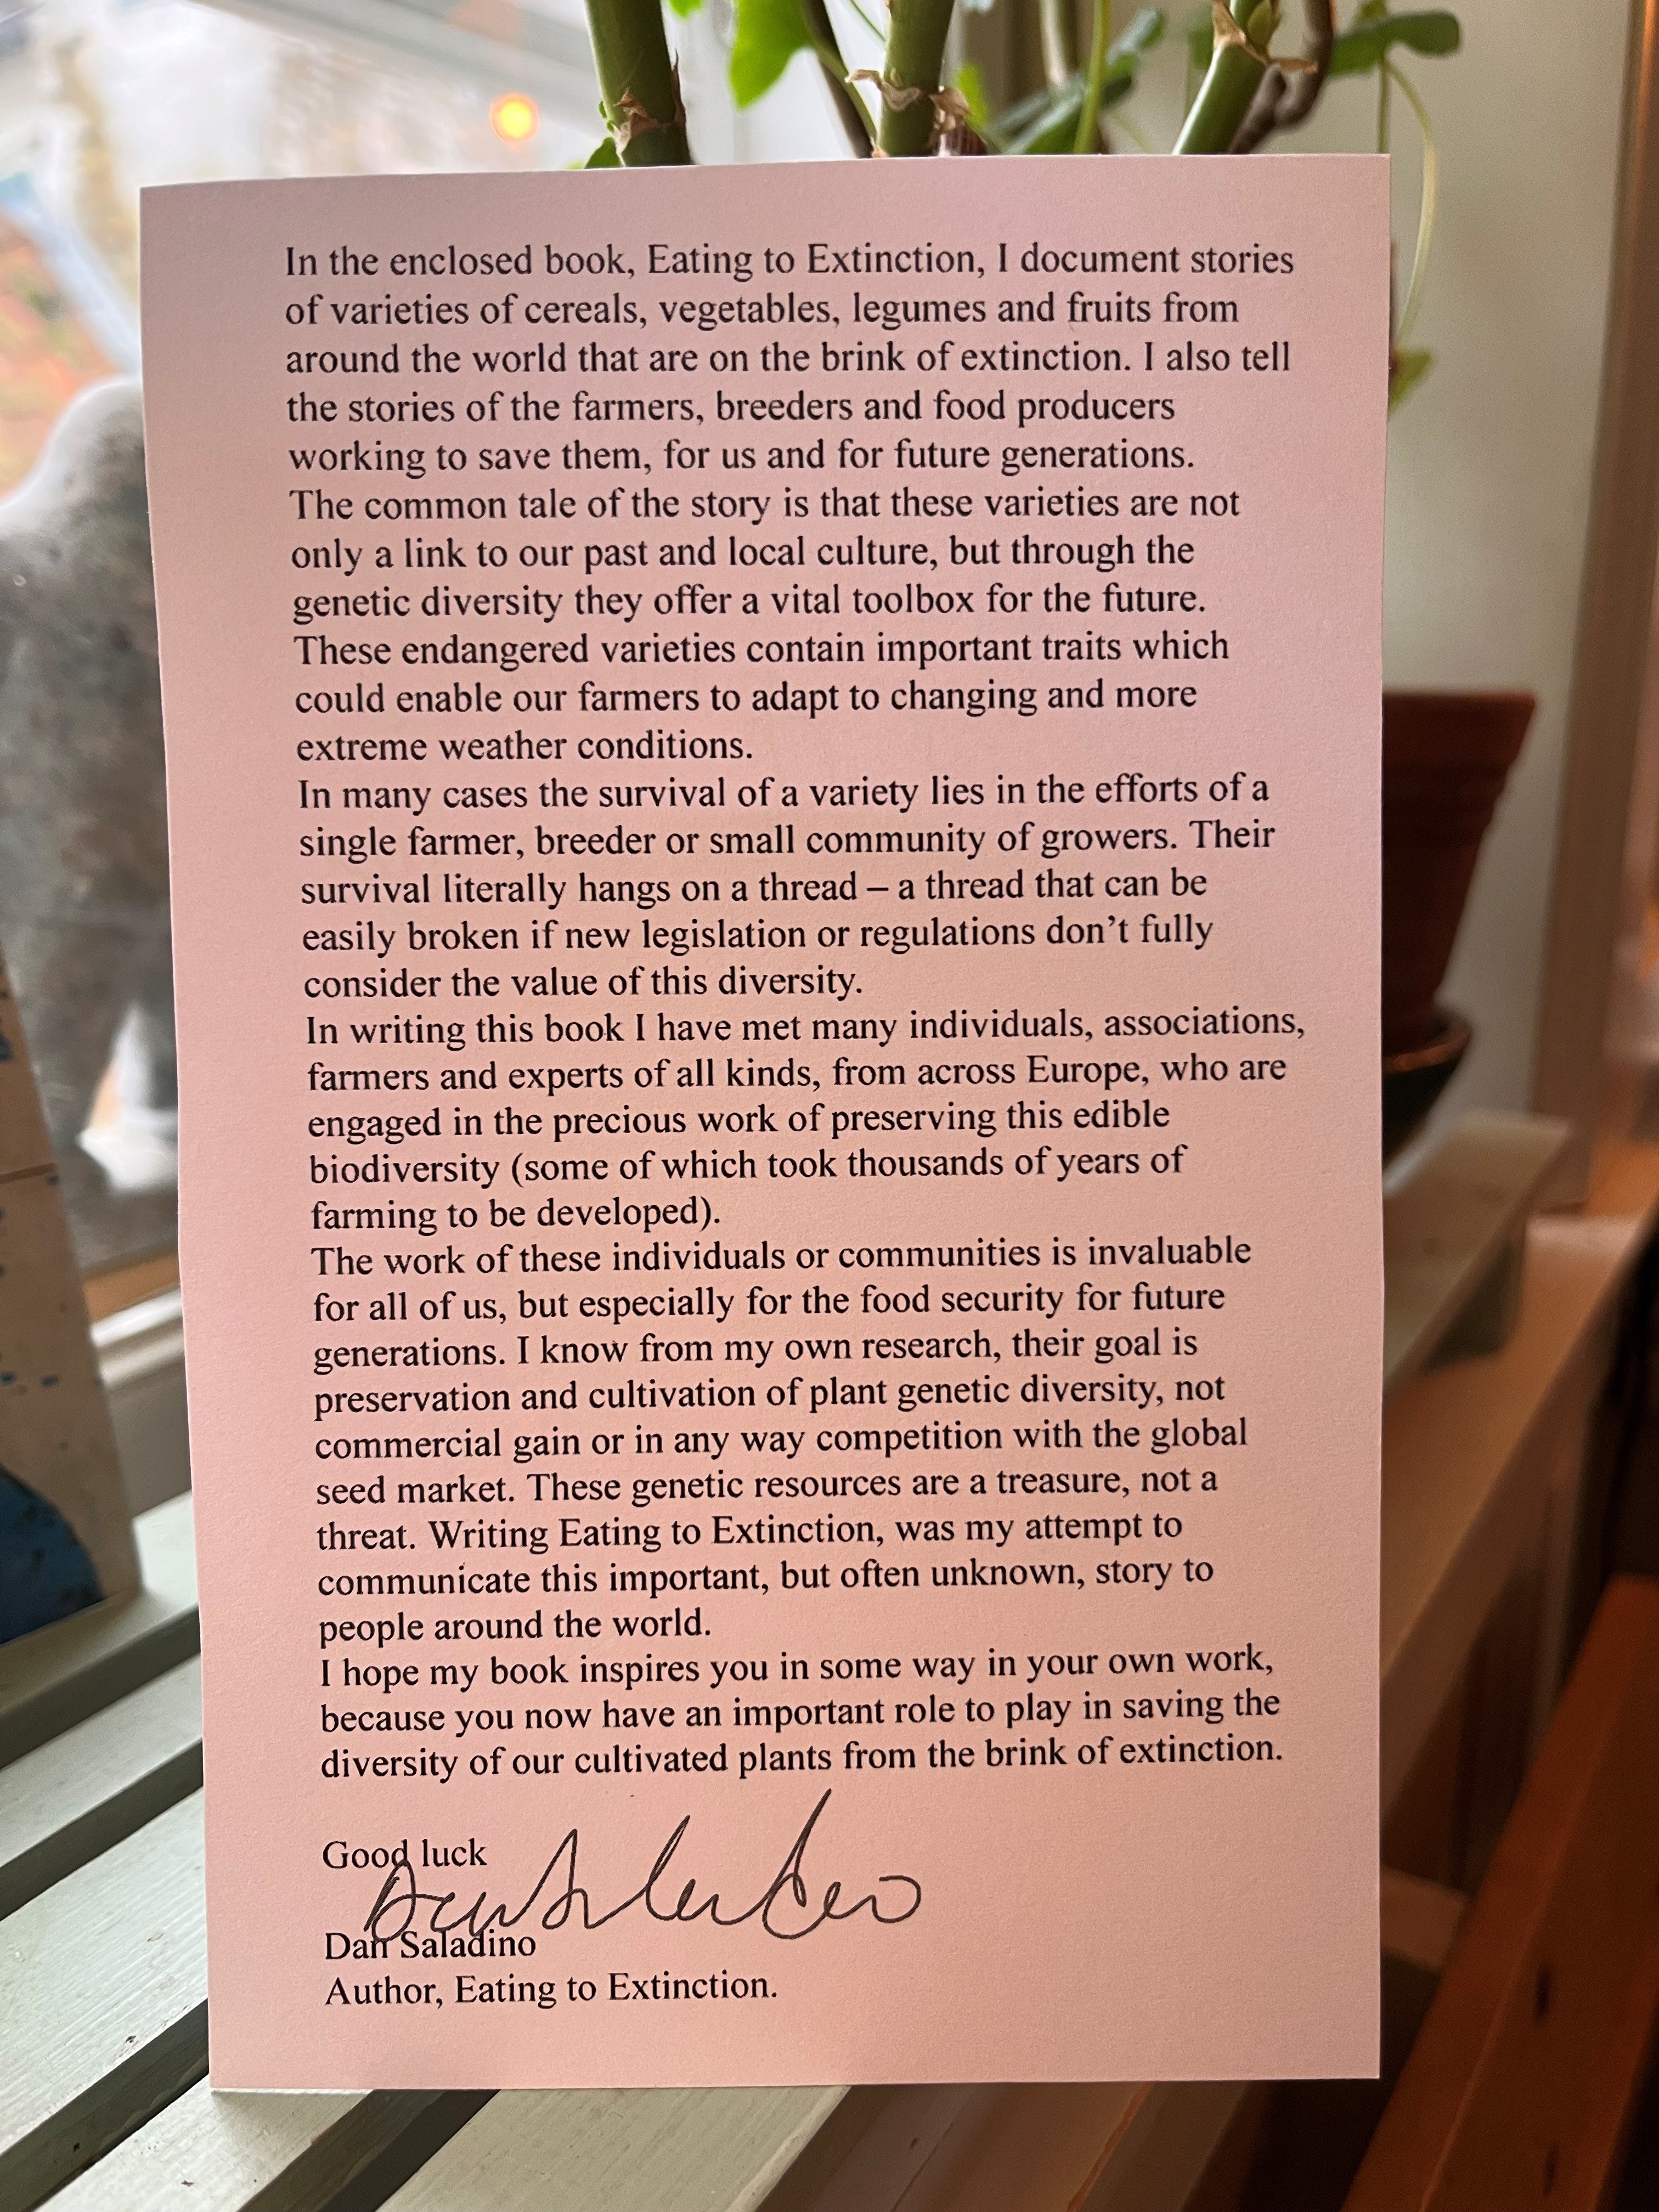 In the enclosed book, Eating to Extinction, I document stories
of varieties of cereals, vegetables, legumes and fruits from
around the world that are on the brink of extinction. I also tell
the stories of the farmers, breeders and food producers
working to save them, for us and for future generations.
The common tale of the story is that these varieties are not
only a link to our past and local culture, but through the
genetic diversity they offer a vital toolbox for the future.
These endangered varieties contain important traits which
could enable our farmers to adapt to changing and more
extreme weather conditions.
In many cases the survival of a variety lies in the efforts of a
single farmer, breeder or small community of growers. Their
survival literally hangs on a thread – a thread that can be
easily broken if new legislation or regulations don’t fully
consider the value of this diversity.
In writing this book I have met many individuals, associations,
farmers and experts of all kinds, from across Europe, who are
engaged in the precious work of preserving this edible
biodiversity (some of which took thousands of years of
farming to be developed).
The work of these individuals or communities is invaluable
for all of us, but especially for the food security for future
generations. I know from my own research, their goal is
preservation and cultivation of plant genetic diversity, not
commercial gain or in any way competition with the global
seed market. These genetic resources are a treasure, not a
threat. Writing Eating to Extinction, was my attempt to
communicate this important, but often unknown, story to
people around the world.
I hope my book inspires you in some way in your own work,
because you now have an important role to play in saving the
diversity of our cultivated plants from the brink of extinction.
Good luck
Dan Saladino
Dan Saladino
Author, Eating to Extinction.